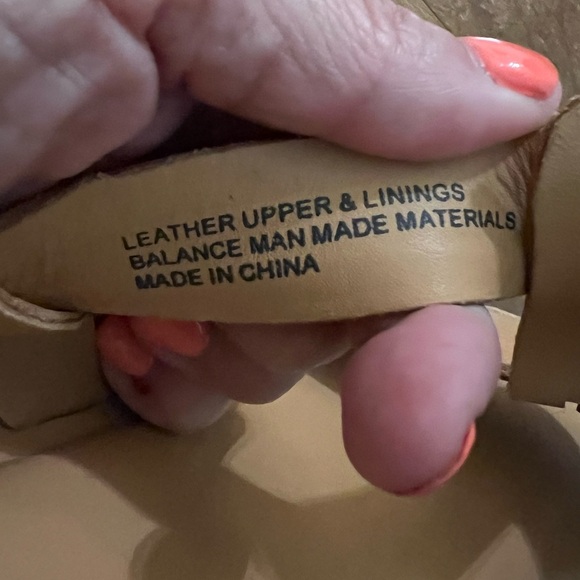 LEATHER UPPER & LININGS
BALANCE MAN MADE MATERIALS
MADE IN CHINA